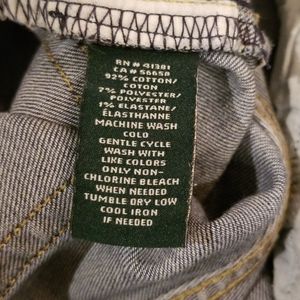 RN # 41381
CA # 56658
92% COTTON/
COTON
7% POLYESTER/
POLYESTER
1% ELASTANE/
ÉLASTHANNE
MACHINE WASH
COLD
GENTLE CYCLE
WASH WITH
LIKE COLORS
ONLY NON-
CHLORINE BLEACH
WHEN NEEDED
TUMBLE DRY LOW
COOL IRON
IF NEEDED